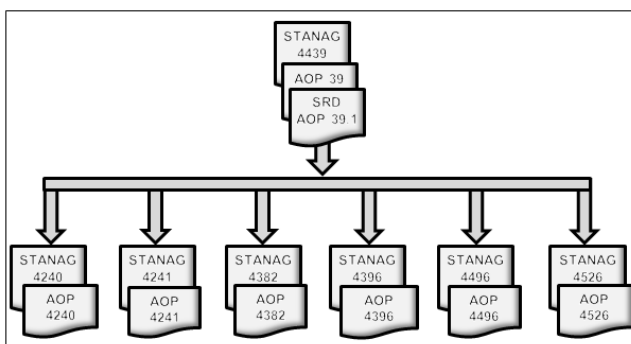 STANAG
4439
AOP 39
SRD
AOP 39.1
STANAG
4240
AOP
4240
STANAG
4241
AOP
4241
STANAG
4382
AOP
4382
STANAG
4396
AOP
4396
STANAG
4496
AOP
4496
STANAG
4526
AOP
4526